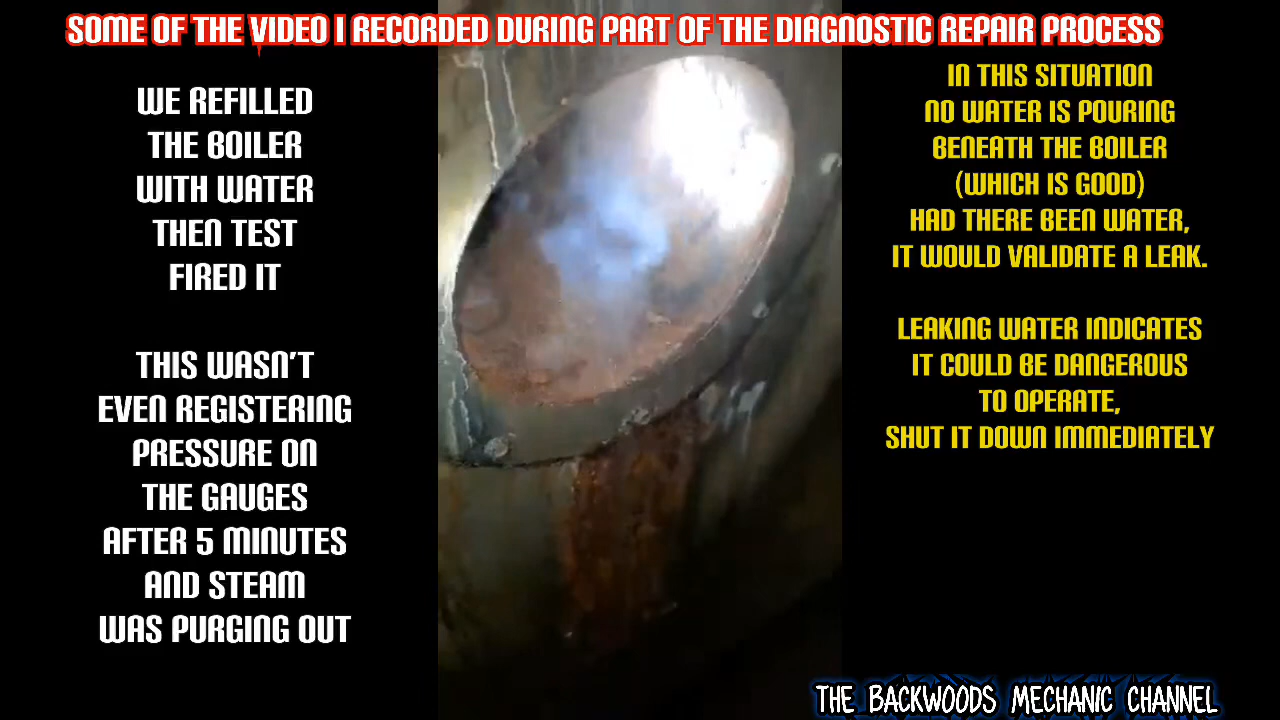 SOME OF THE VIDEO I RECORDED DURING PART OF THE DIAGNOSTIC REPAIR PROCESS
WE REFILLED
THE BOILER
WITH WATER
THEN TEST
FIRED IT
THIS WASN'T
EVEN REGISTERING
PRESSURE ON
THE GAUGES
AFTER 5 MINUTES
AND STEAM
WAS PURGING OUT
IN THIS SITUATION
NO WATER IS POURING
BENEATH THE BOILER
(WHICH IS GOOD)
HAD THERE BEEN WATER,
IT WOULD VALIDATE A LEAK.
LEAKING WATER INDICATES
IT COULD BE DANGEROUS
TO OPERATE,
SHUT IT DOWN IMMEDIATELY
THE BACKWOODS MECHANIC CHANNEL